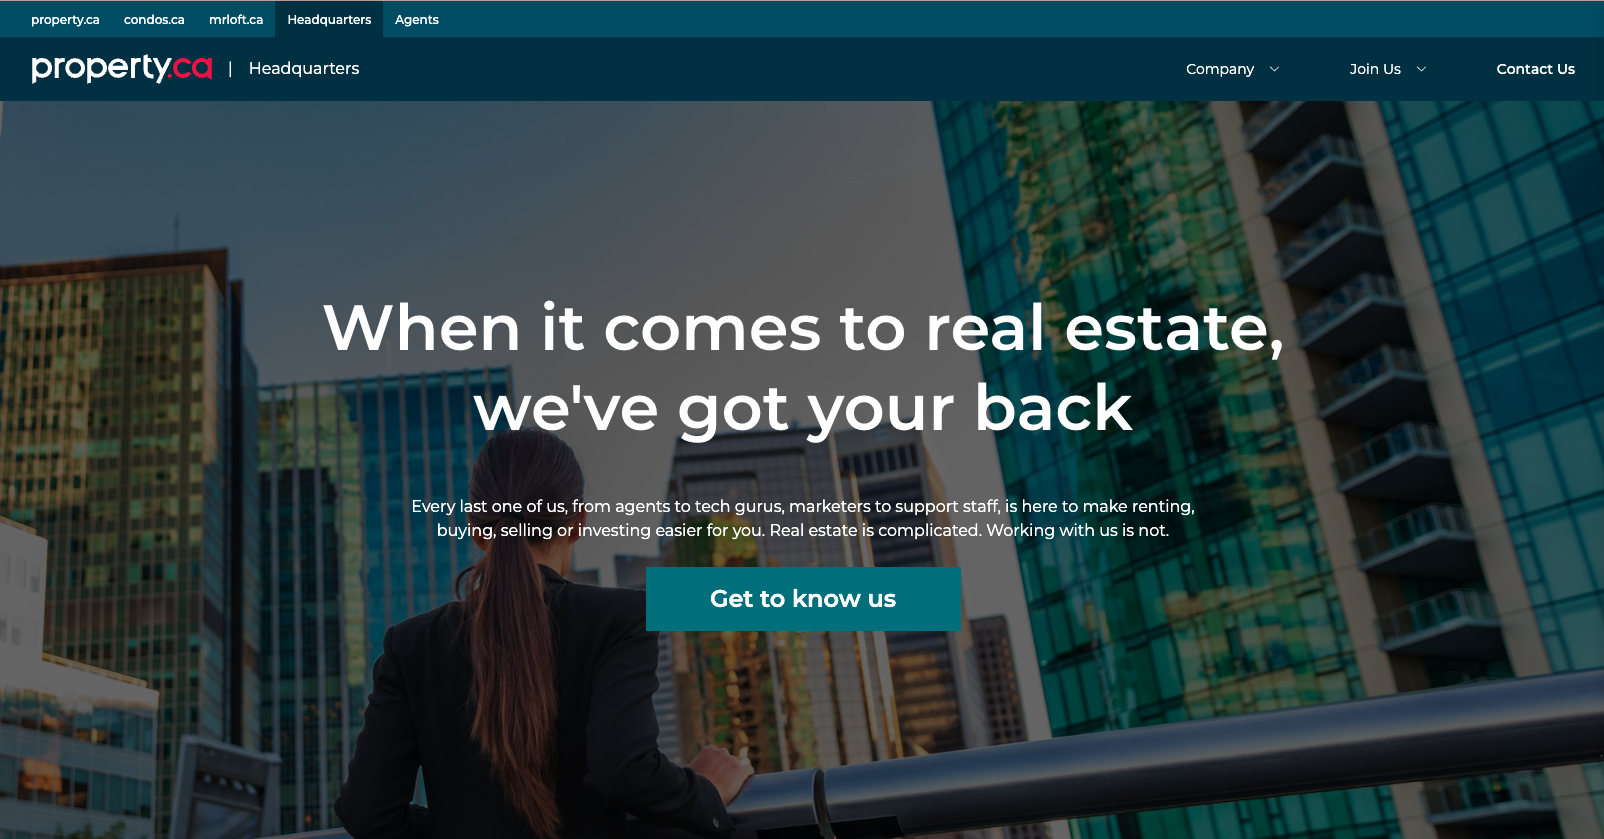 property.ca condos.ca mrloft.ca Headquarters Agents
property.ca | Headquarters Company Join Us Contact Us
When it comes to real estate,
we've got your back
Every last one of us, from agents to tech gurus, marketers to support staff, is here to make renting,
buying, selling or investing easier for you. Real estate is complicated. Working with us is not.
Get to know us